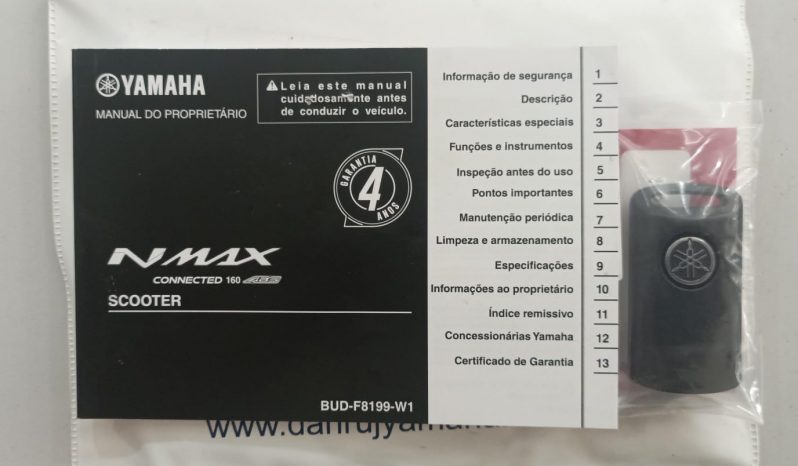 YAMAHA
MANUAL DO PROPRIETÁRIO
Leia este manual
cuidadosamente antes
de conduzir o veículo.
GARANTIA
4
ANOS
NMAX
CONNECTED 160 ABS
SCOOTER
BUD-F8199-W1
Informação de segurança 1
Descrição 2
Características especiais 3
Funções e instrumentos 4
Inspeção antes do uso 5
Pontos importantes 6
Manutenção periódica 7
Limpeza e armazenamento 8
Especificações 9
Informações ao proprietário 10
Índice remissivo 11
Concessionárias Yamaha 12
Certificado de Garantia 13